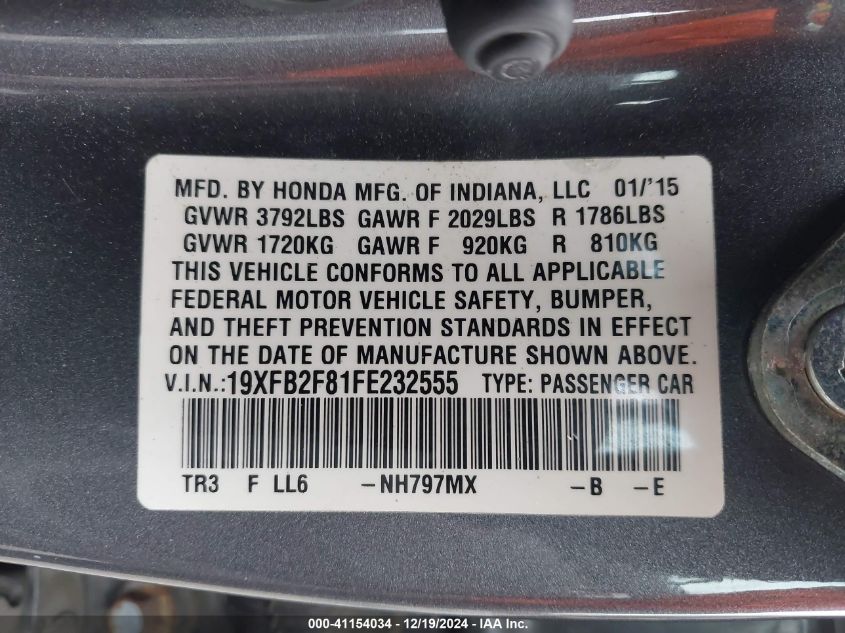 MFD. BY HONDA MFG. OF INDIANA, LLC 01/'15
GVWR 3792LBS GAWR F 2029LBS R 1786LBS
GVWR 1720KG GAWR F 920KG R 810KG
THIS VEHICLE CONFORMS TO ALL APPLICABLE
FEDERAL MOTOR VEHICLE SAFETY, BUMPER,
AND THEFT PREVENTION STANDARDS IN EFFECT
ON THE DATE OF MANUFACTURE SHOWN ABOVE.
V.I.N.:19XFB2F81FE232555 TYPE: PASSENGER CAR
TR3 F LL6 -NH797MX -B -E
000-41154034 - 12/19/2024 - IAA Inc.